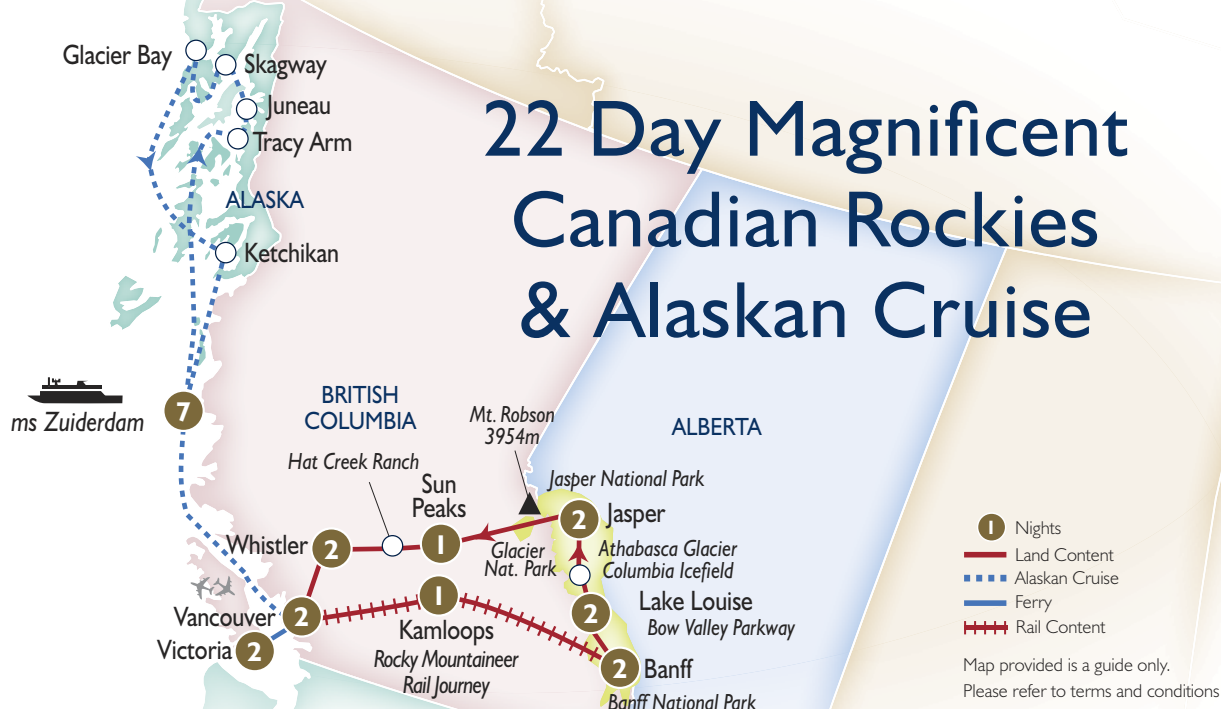 22 Day Magnificent
Canadian Rockies
& Alaskan Cruise
Glacier Bay
Skagway
Juneau
Tracy Arm
ALASKA
Ketchikan
ms Zuiderdam
7
BRITISH
COLUMBIA
Hat Creek Ranch
Mt. Robson
3954m
ALBERTA
Sun
Peaks
1
Jasper National Park
2
Jasper
Whistler
2
Glacier
Nat. Park
Athabasca Glacier
Columbia Icefield
2
Lake Louise
Bow Valley Parkway
Vancouver
2
1
Kamloops
Rocky Mountaineer
Rail Journey
Victoria
2
2
Banff
Banff National Park
1 Nights
Land Content
Alaskan Cruise
Ferry
Rail Content
Map provided is a guide only.
Please refer to terms and conditions